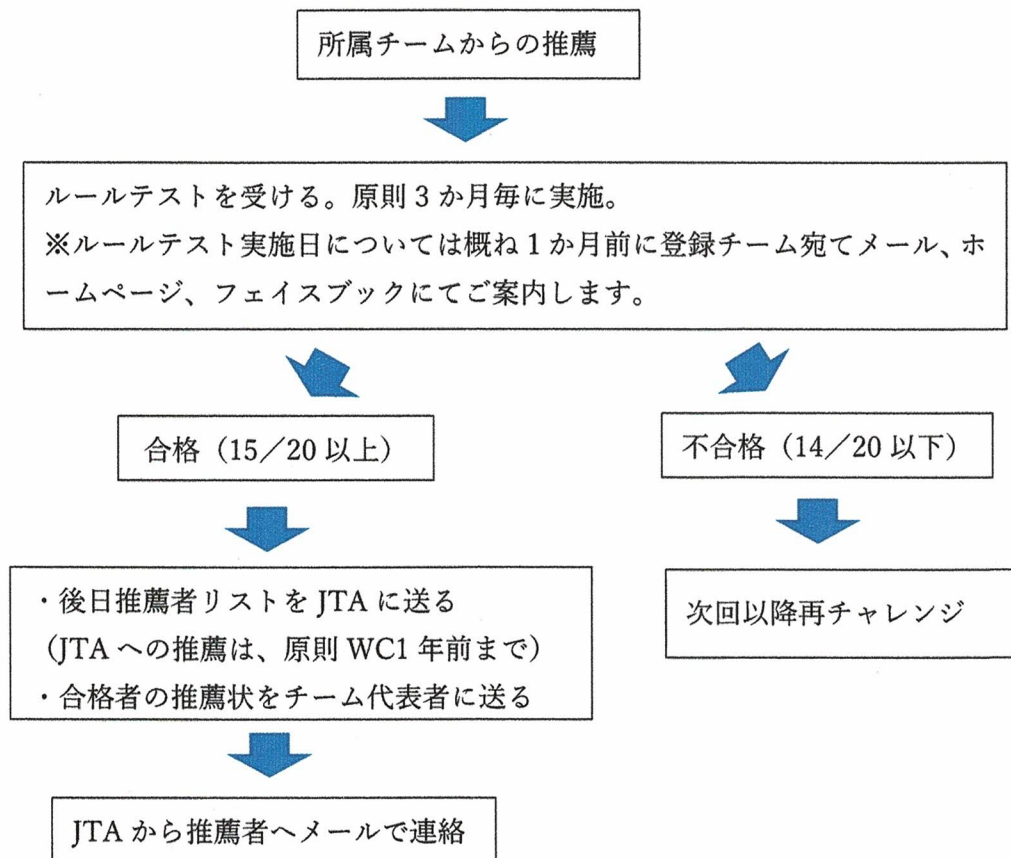 所属チームからの推薦
ルールテストを受ける。原則3か月毎に実施。
※ルールテスト実施日については概ね1か月前に登録チーム宛てメール、ホ
ームページ、フェイスブックにてご案内します。
合格（15／20以上）
不合格（14／20以下）
・後日推薦者リストをJTAに送る
（JTAへの推薦は、原則WC1年前まで）
・合格者の推薦状をチーム代表者に送る
次回以降再チャレンジ
JTAから推薦者へメールで連絡